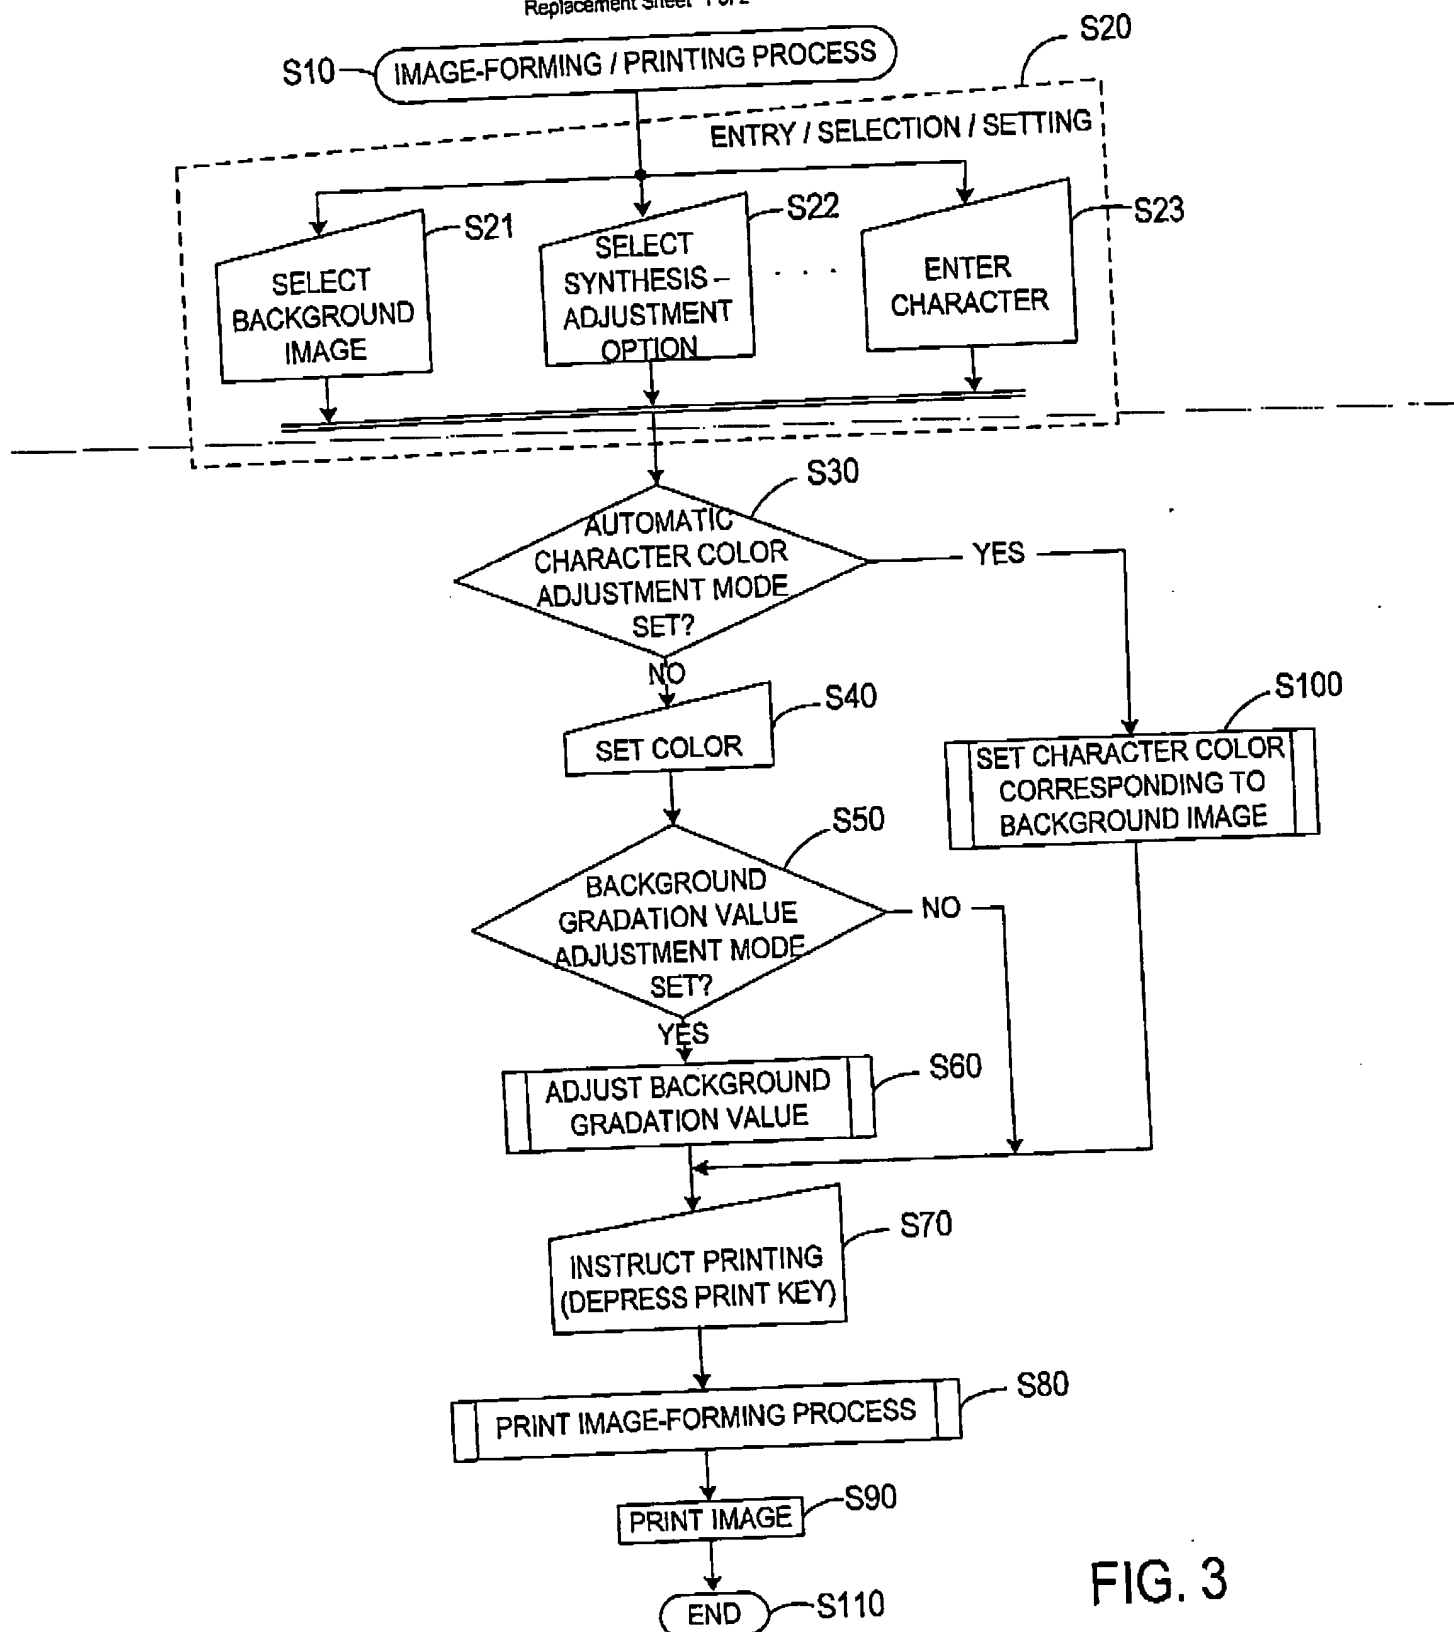 Replacement Sheet 1 of 2
S20
S10
IMAGE-FORMING / PRINTING PROCESS
ENTRY / SELECTION / SETTING
S21
S22
S23
SELECT
BACKGROUND
IMAGE
SELECT
SYNTHESIS –
ADJUSTMENT
OPTION
. . . .
ENTER
CHARACTER
S30
AUTOMATIC
CHARACTER COLOR
ADJUSTMENT MODE
SET?
YES
NO
S40
SET COLOR
S100
SET CHARACTER COLOR
CORRESPONDING TO
BACKGROUND IMAGE
S50
BACKGROUND
GRADATION VALUE
ADJUSTMENT MODE
SET?
NO
YES
S60
ADJUST BACKGROUND
GRADATION VALUE
S70
INSTRUCT PRINTING
(DEPRESS PRINT KEY)
S80
PRINT IMAGE-FORMING PROCESS
S90
PRINT IMAGE
END
S110
FIG. 3